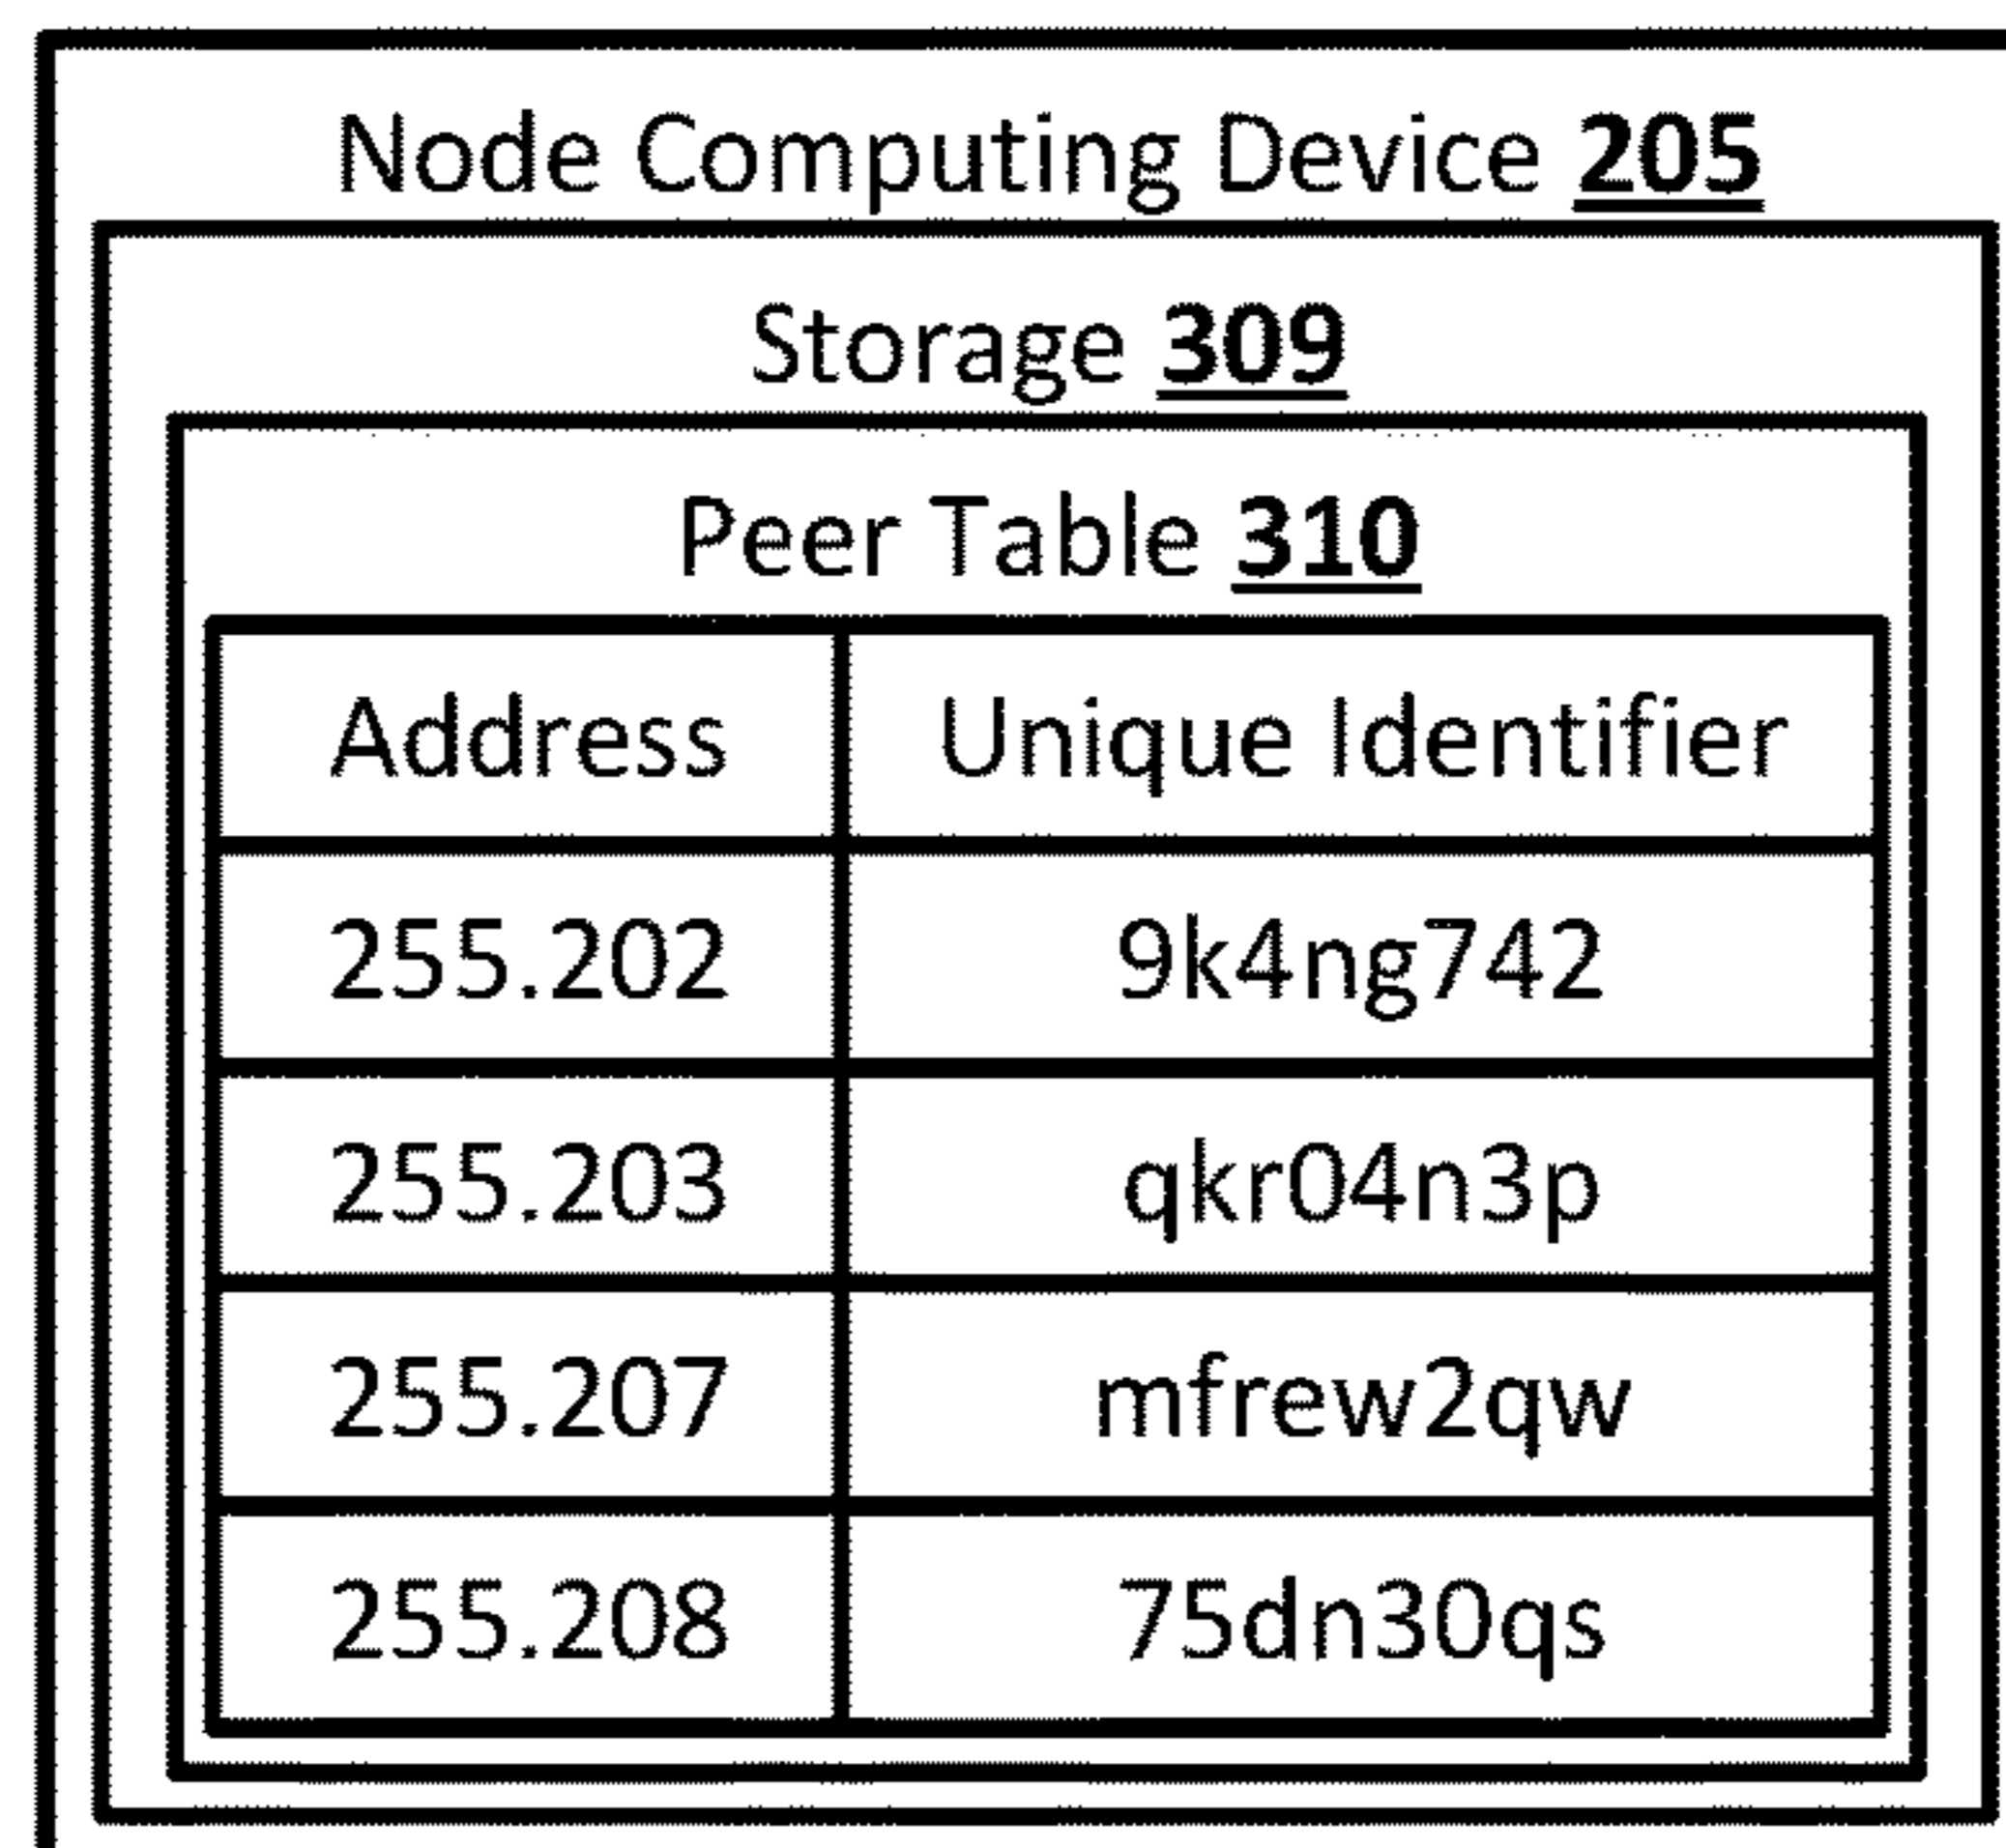 Node Computing Device 205
Storage 309
Peer Table 310
Address Unique Identifier
255.202 9k4ng742
255.203 qkr04n3p
255.207 mfrew2qw
255.208 75dn30qs